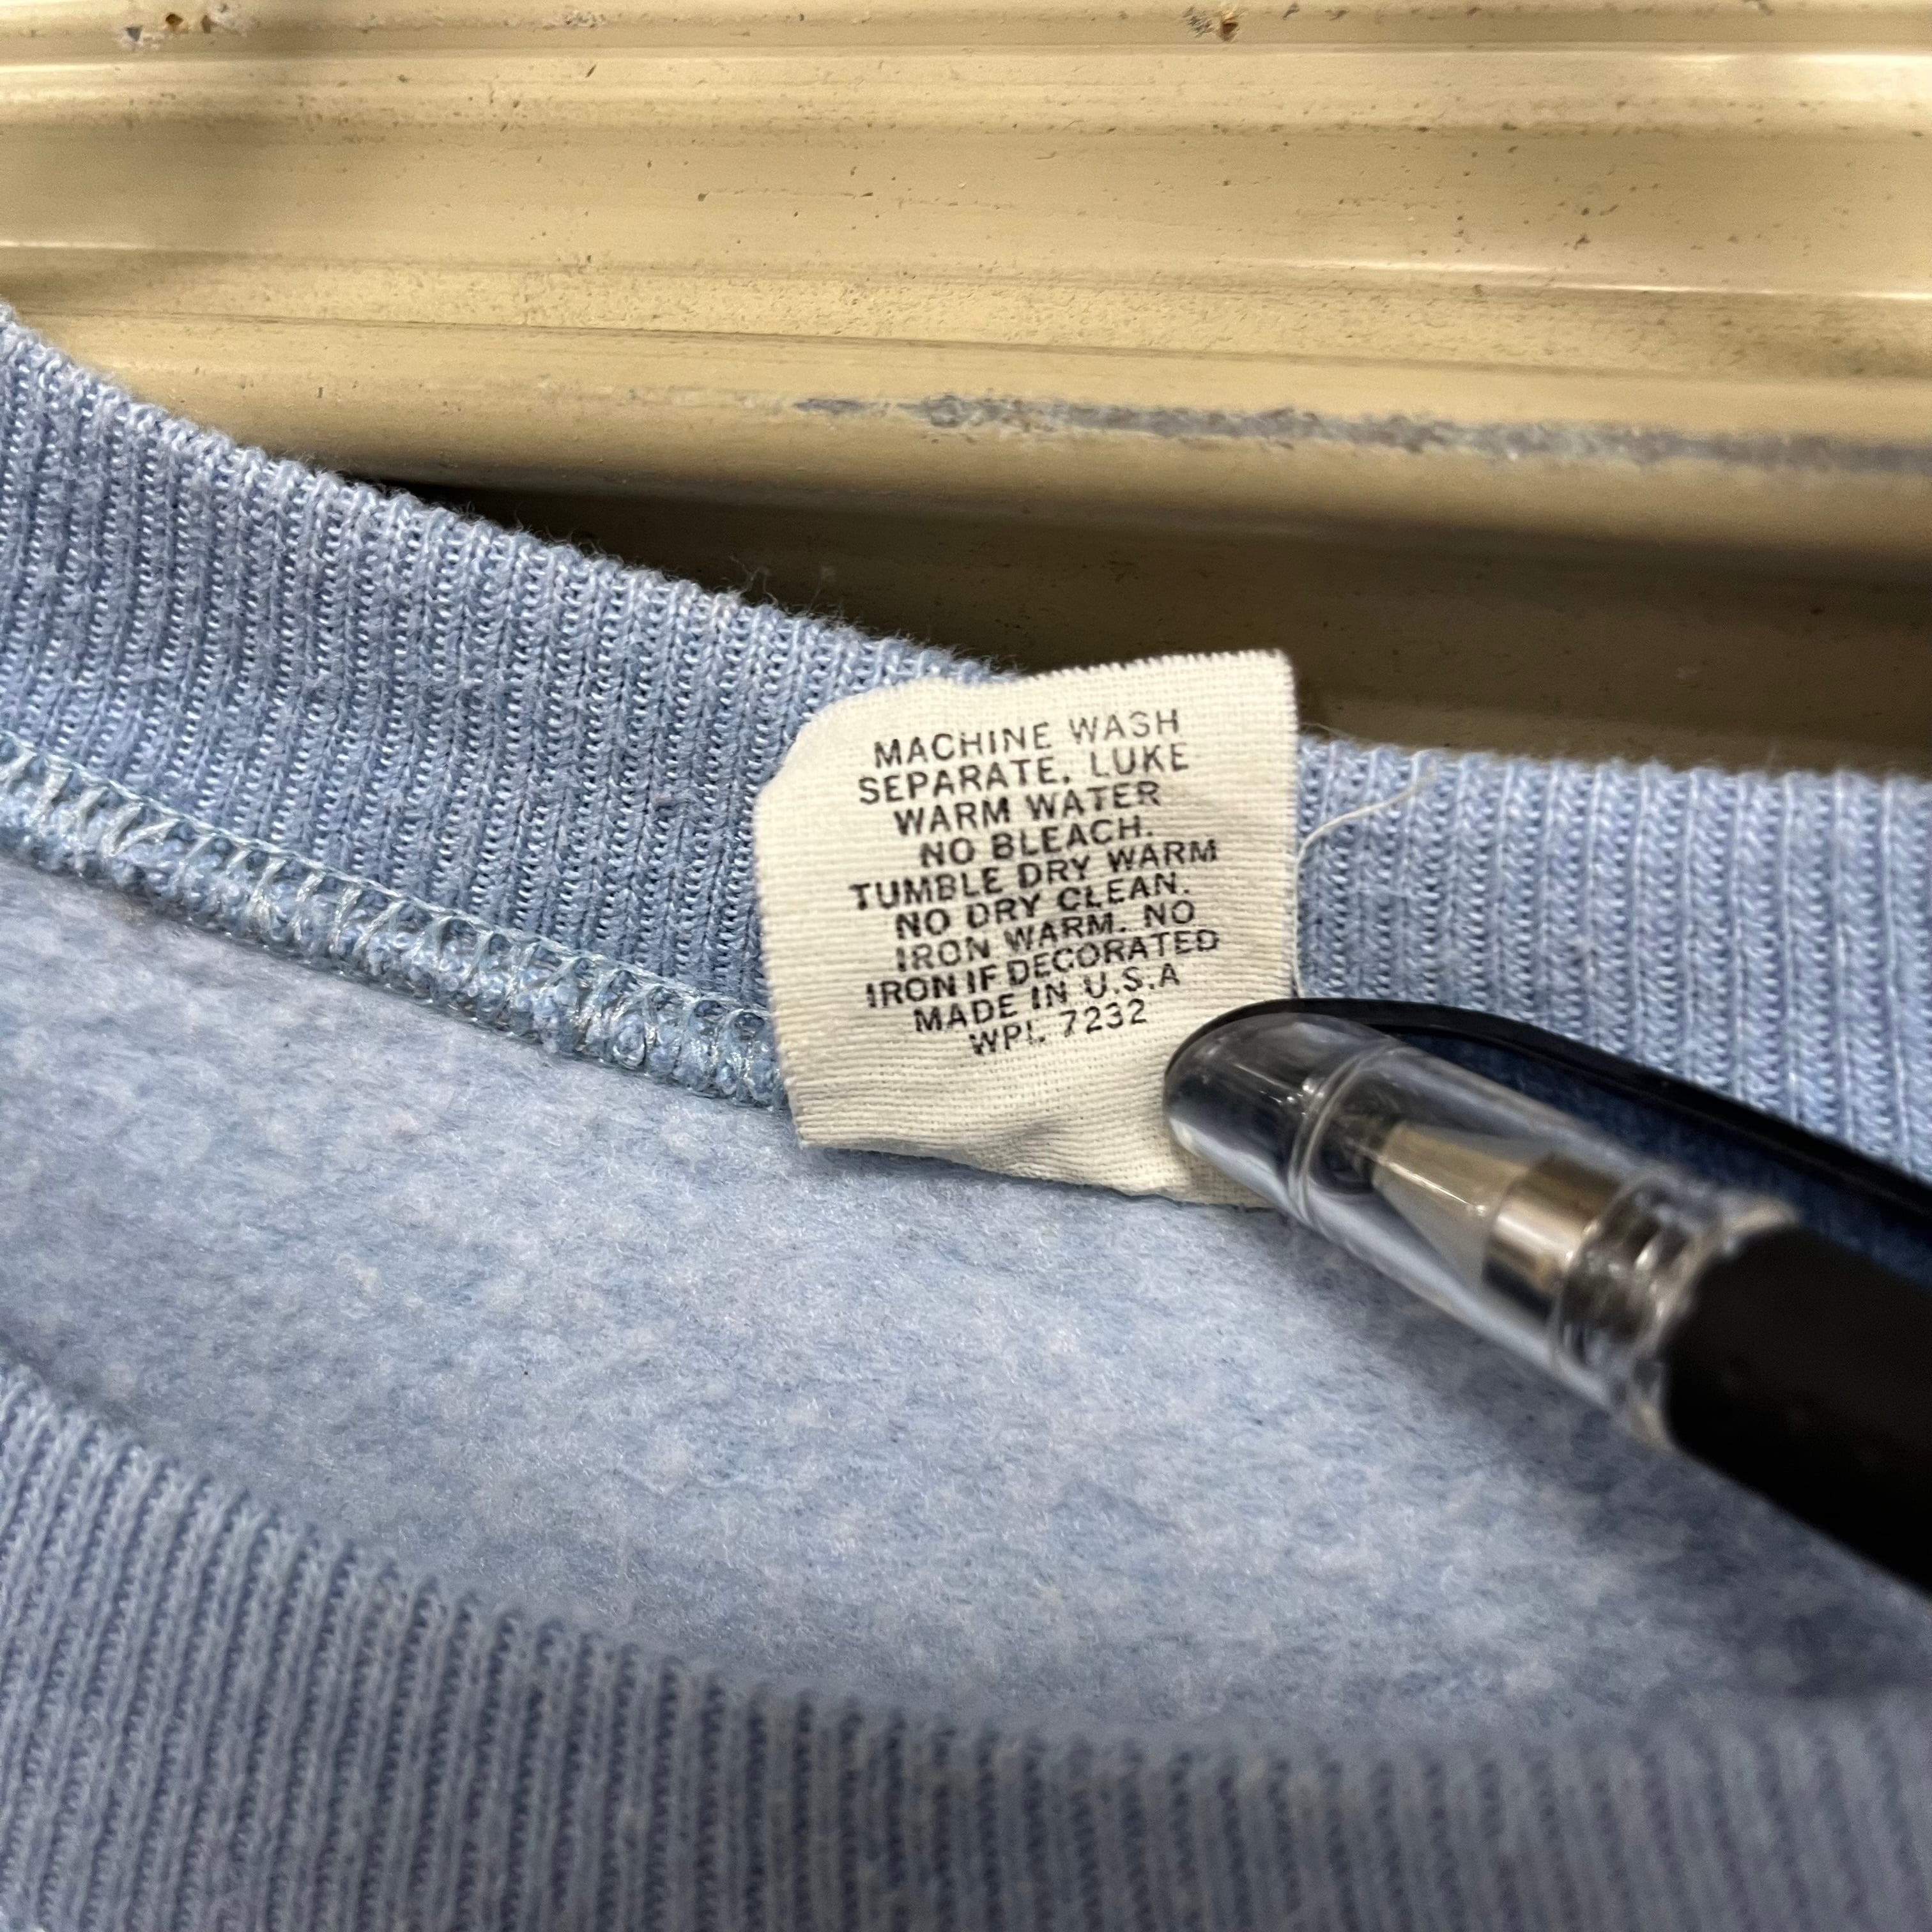 MACHINE WASH
SEPARATE. LUKE
WARM WATER
NO BLEACH.
TUMBLE DRY WARM
NO DRY CLEAN.
IRON WARM. NO
IRON IF DECORATED
MADE IN U.S.A
WPL 7232